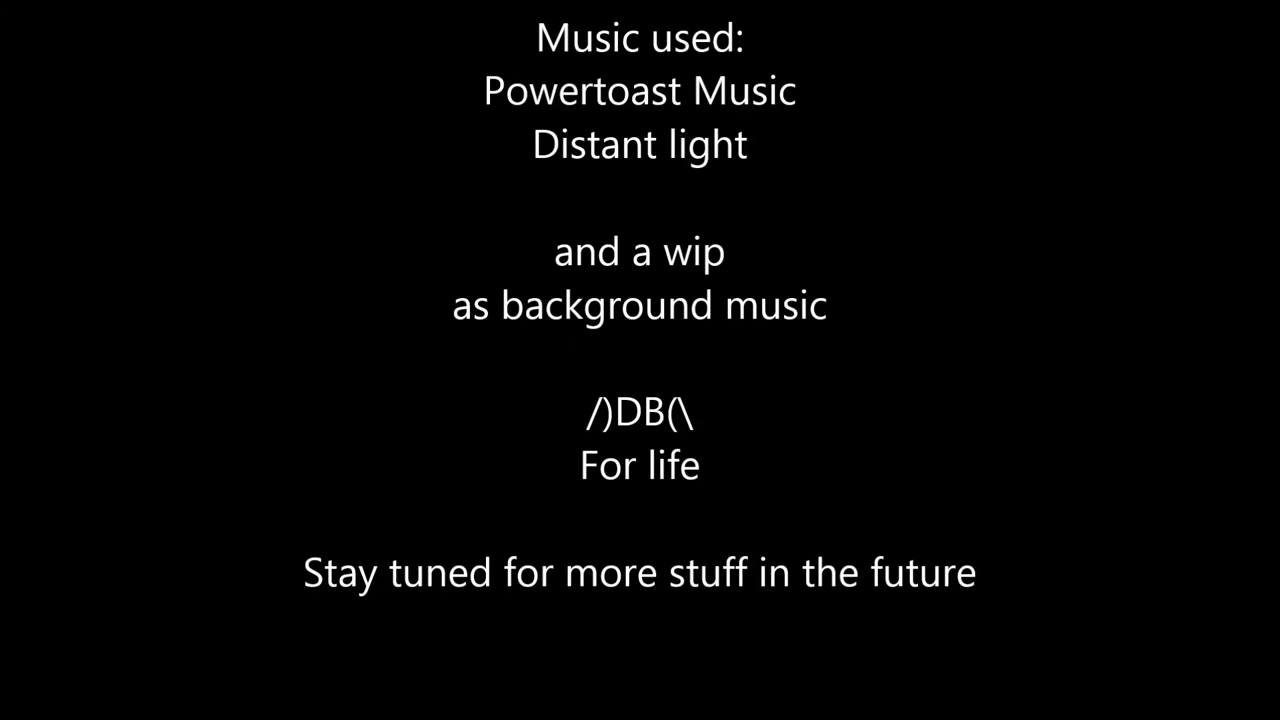 Music used:
Powertoast Music
Distant light
and a wip
as background music
/)DB(\
For life
Stay tuned for more stuff in the future